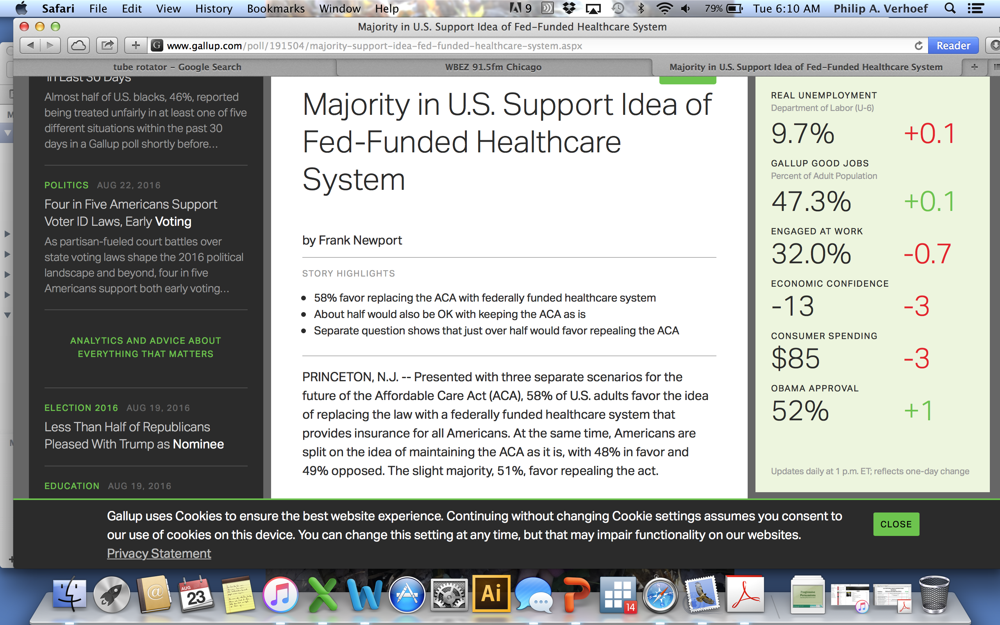 Safari File Edit View History Bookmarks Window Help 9 79% Tue 6:10 AM Philip A. Verhoef
Majority in U.S. Support Idea of Fed-Funded Healthcare System
www.gallup.com/poll/191504/majority-support-idea-fed-funded-healthcare-system.aspx
Reader
tube rotator - Google Search
WBEZ 91.5fm Chicago
Majority in U.S. Support Idea of Fed-Funded Healthcare System
in Last 30 Days
Almost half of U.S. blacks, 46%, reported
being treated unfairly in at least one of five
different situations within the past 30
days in a Gallup poll shortly before...
POLITICS AUG 22, 2016
Four in Five Americans Support
Voter ID Laws, Early Voting
As partisan-fueled court battles over
state voting laws shape the 2016 political
landscape and beyond, four in five
Americans support both early voting...
ANALYTICS AND ADVICE ABOUT
EVERYTHING THAT MATTERS
ELECTION 2016 AUG 19, 2016
Less Than Half of Republicans
Pleased With Trump as Nominee
EDUCATION AUG 19, 2016
Majority in U.S. Support Idea of
Fed-Funded Healthcare
System
by Frank Newport
STORY HIGHLIGHTS
• 58% favor replacing the ACA with federally funded healthcare system
• About half would also be OK with keeping the ACA as is
• Separate question shows that just over half would favor repealing the ACA
PRINCETON, N.J. -- Presented with three separate scenarios for the
future of the Affordable Care Act (ACA), 58% of U.S. adults favor the idea
of replacing the law with a federally funded healthcare system that
provides insurance for all Americans. At the same time, Americans are
split on the idea of maintaining the ACA as it is, with 48% in favor and
49% opposed. The slight majority, 51%, favor repealing the act.
REAL UNEMPLOYMENT
Department of Labor (U-6)
9.7% +0.1
GALLUP GOOD JOBS
Percent of Adult Population
47.3% +0.1
ENGAGED AT WORK
32.0% -0.7
ECONOMIC CONFIDENCE
-13 -3
CONSUMER SPENDING
$85 -3
OBAMA APPROVAL
52% +1
Updates daily at 1 p.m. ET; reflects one-day change
Gallup uses Cookies to ensure the best website experience. Continuing without changing Cookie settings assumes you consent to
our use of cookies on this device. You can change this setting at any time, but that may impair functionality on our websites.
Privacy Statement
CLOSE
AUG
23
Ai
14
Progressive
Persuasions